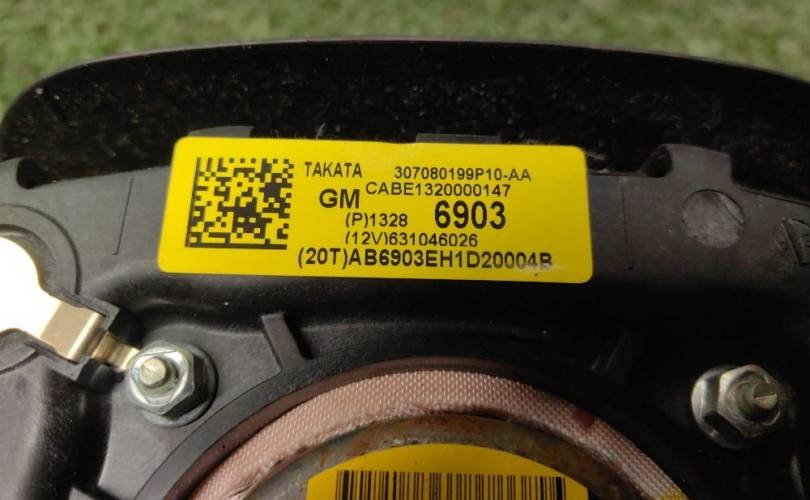 TAKATA 307080199P10-AA
CABE1320000147
GM
(P)1328 6903
(12V)631046026
(20T)AB6903EH1D20004B